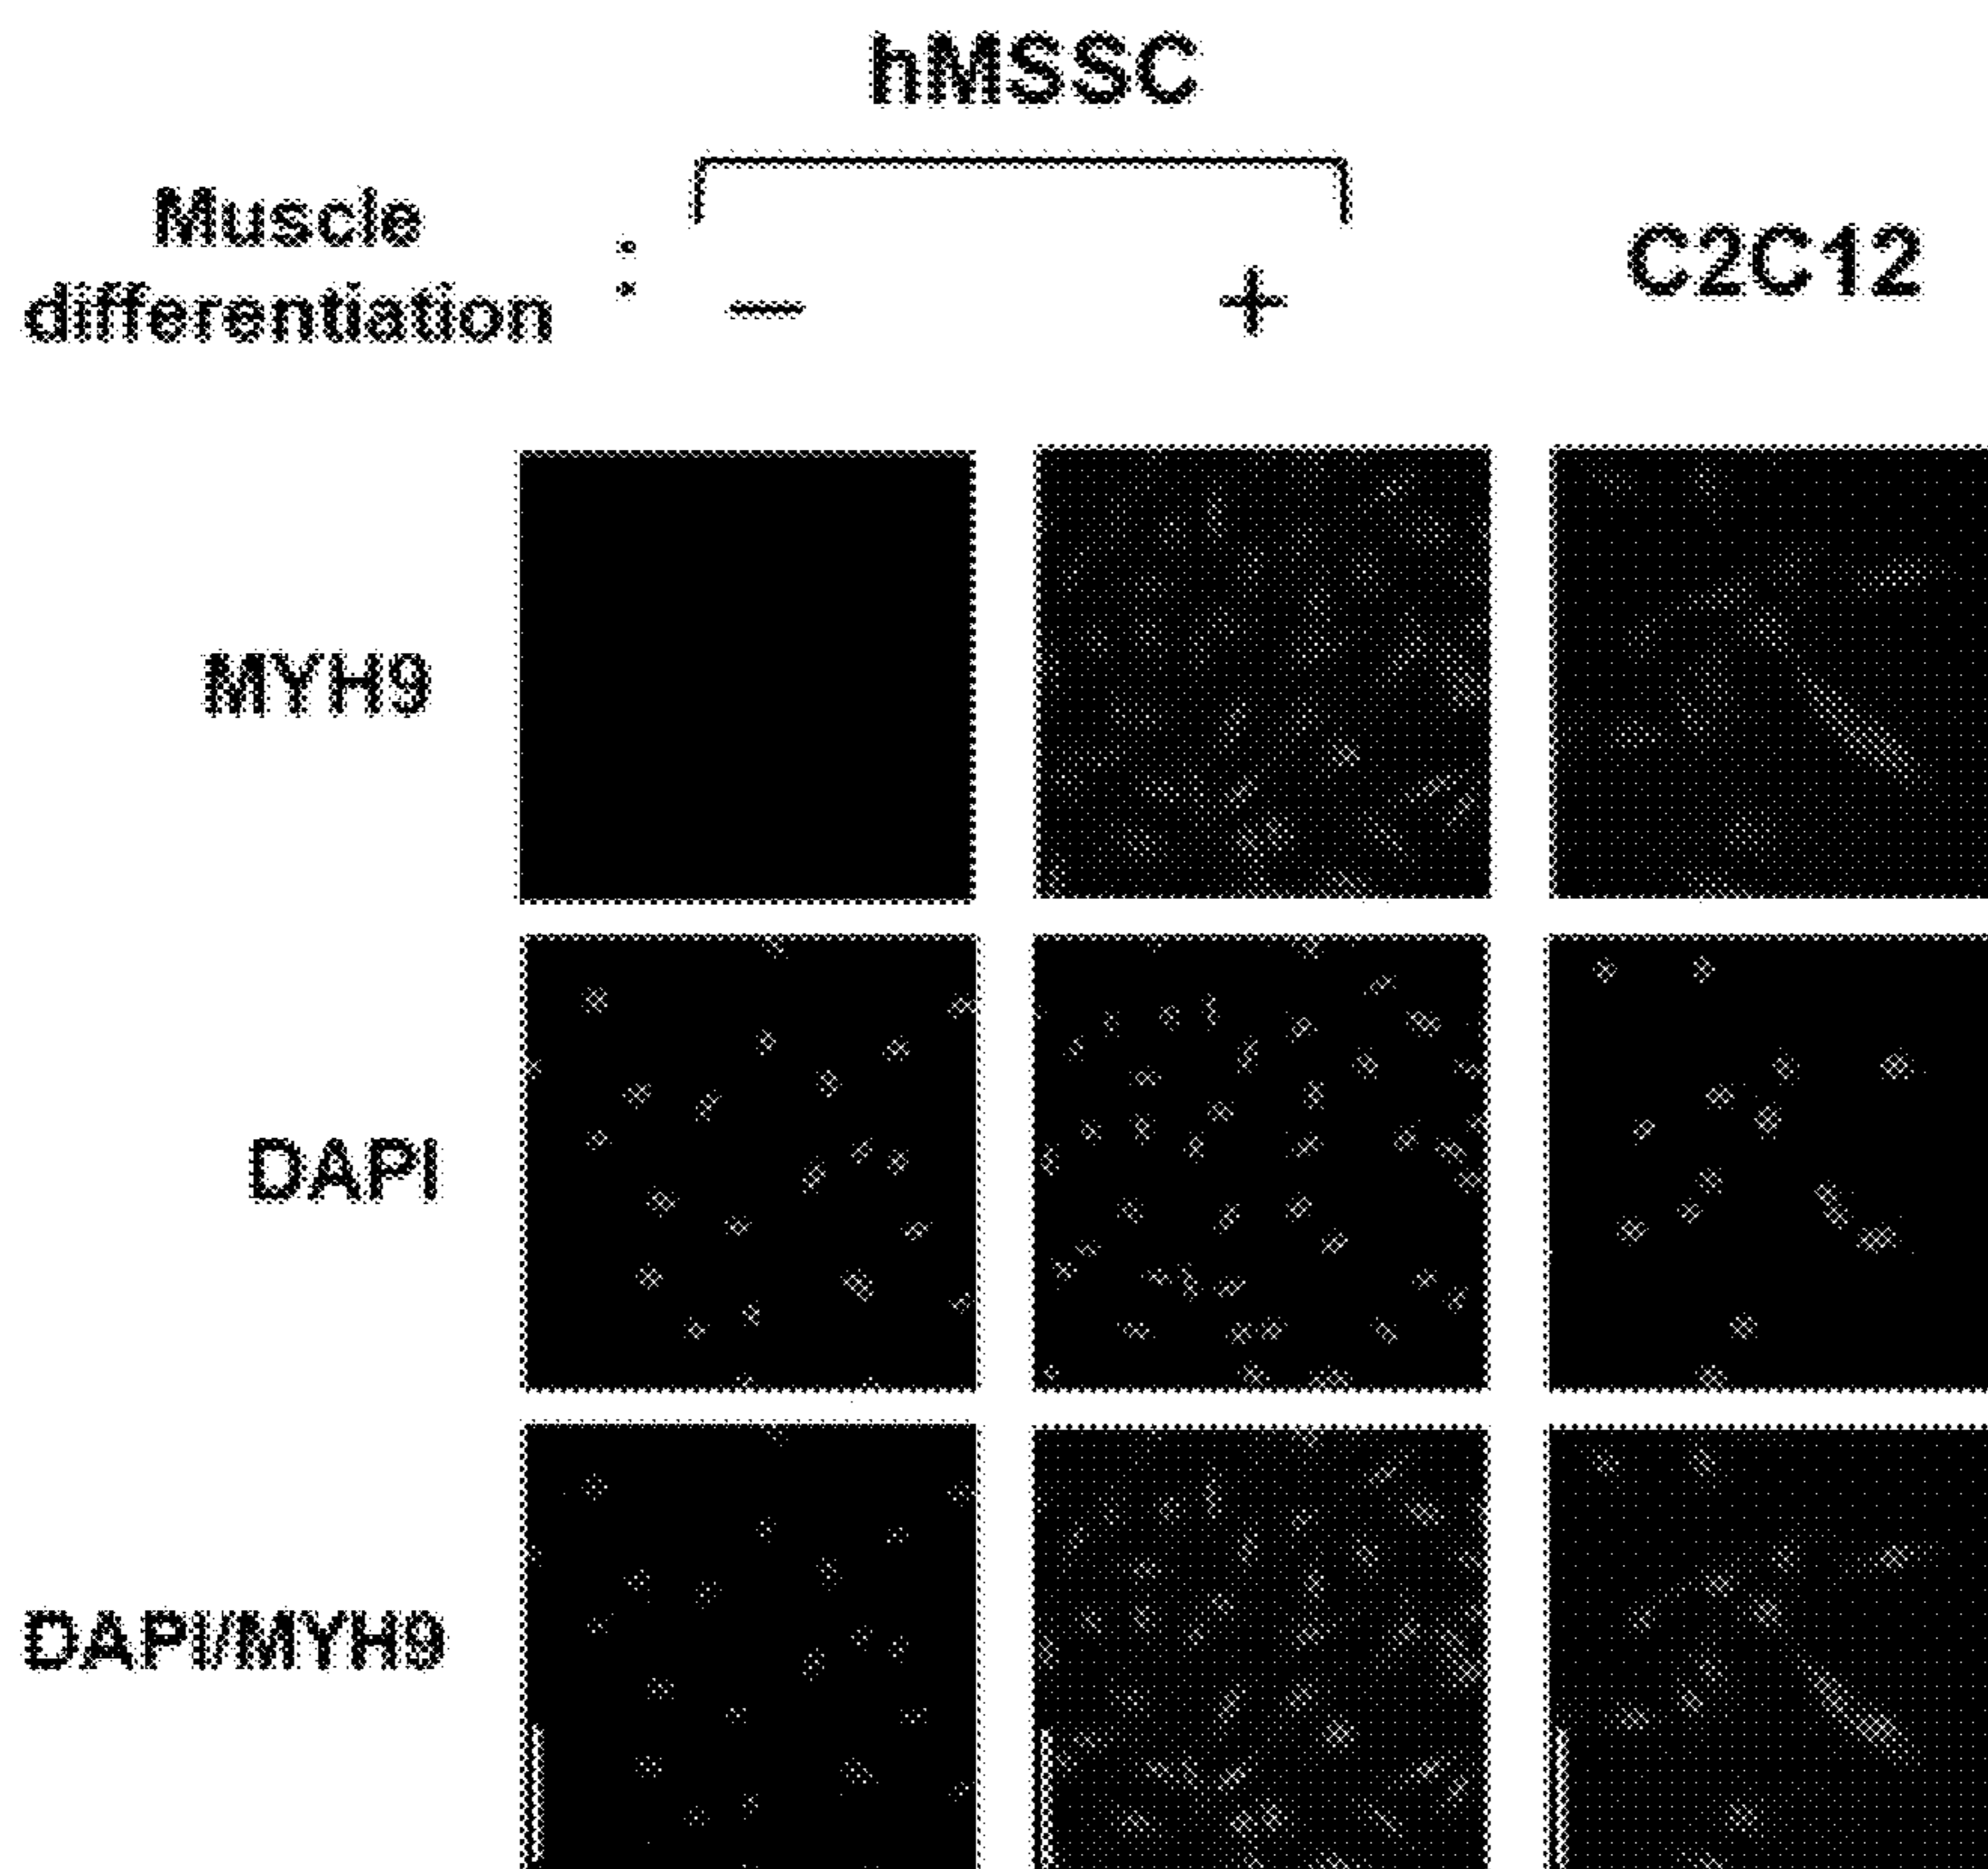 hMSSC
Muscle
differentiation : − + C2C12
MYH9
DAPI
DAPI/MYH9